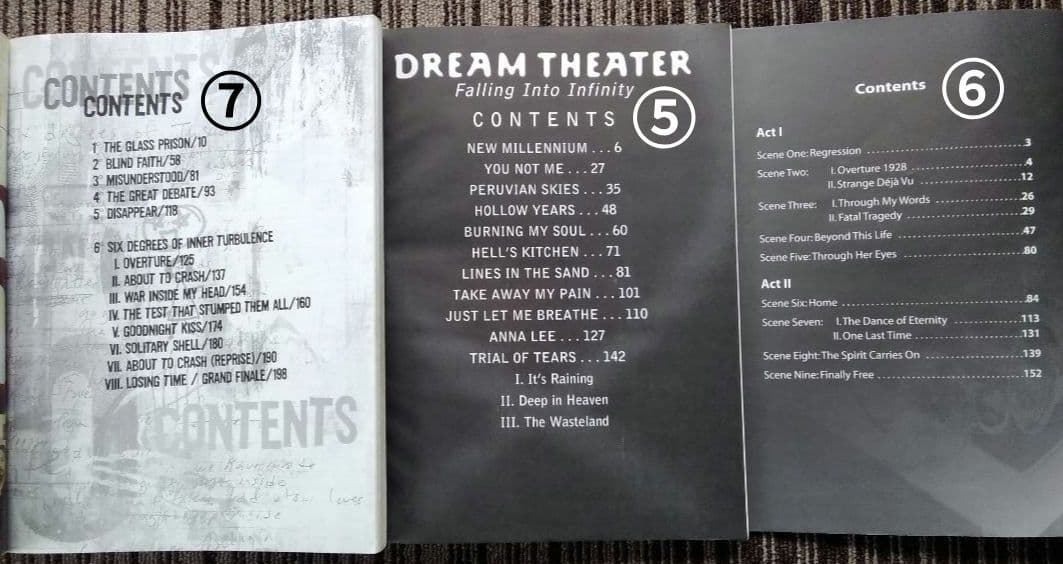 CONTENTS
CONTENTS
CONTENTS
7
1 THE GLASS PRISON/10
2 BLIND FAITH/58
3 MISUNDERSTOOD/81
4 THE GREAT DEBATE/93
5 DISAPPEAR/118
6 SIX DEGREES OF INNER TURBULENCE
I. OVERTURE/125
II. ABOUT TO CRASH/137
III. WAR INSIDE MY HEAD/154
IV. THE TEST THAT STUMPED THEM ALL/160
V. GOODNIGHT KISS/174
VI. SOLITARY SHELL/180
VII. ABOUT TO CRASH (REPRISE)/190
VIII. LOSING TIME / GRAND FINALE/198
CONTENTS
DREAM THEATER
Falling Into Infinity
CONTENTS
5
NEW MILLENNIUM . . . 6
YOU NOT ME . . . 27
PERUVIAN SKIES . . . 35
HOLLOW YEARS . . . 48
BURNING MY SOUL . . . 60
HELL'S KITCHEN . . . 71
LINES IN THE SAND . . . 81
TAKE AWAY MY PAIN . . . 101
JUST LET ME BREATHE . . . 110
ANNA LEE . . . 127
TRIAL OF TEARS . . . 142
I. It's Raining
II. Deep in Heaven
III. The Wasteland
Contents
6
Act I
Scene One: Regression ........ 3
Scene Two: I. Overture 1928 ........ 4
II. Strange Déjà Vu ........ 12
Scene Three: I. Through My Words ........ 26
II. Fatal Tragedy ........ 29
Scene Four: Beyond This Life ........ 47
Scene Five: Through Her Eyes ........ 80
Act II
Scene Six: Home ........ 84
Scene Seven: I. The Dance of Eternity ........ 113
II. One Last Time ........ 131
Scene Eight: The Spirit Carries On ........ 139
Scene Nine: Finally Free ........ 152